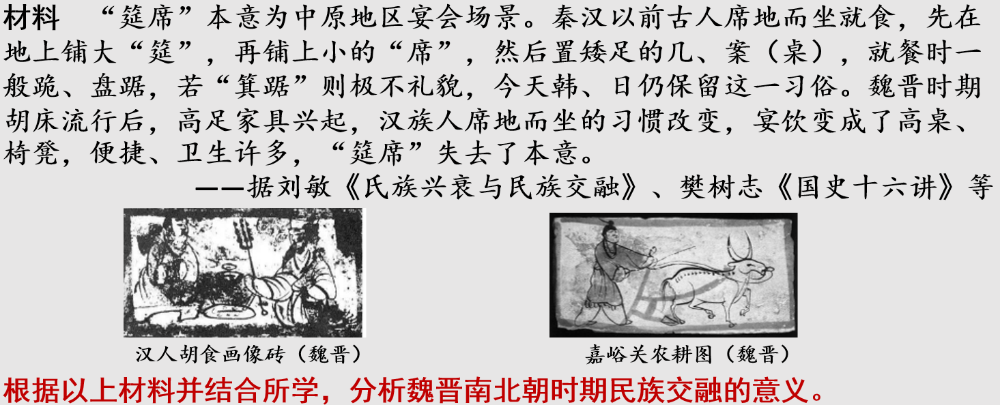 材料 “筵席”本意为中原地区宴会场景。秦汉以前古人席地而坐就食，先在
地上铺大“筵”，再铺上小的“席”，然后置矮足的几、案（桌），就餐时一
般跪、盘踞，若“箕踞”则极不礼貌，今天韩、日仍保留这一习俗。魏晋时期
胡床流行后，高足家具兴起，汉族人席地而坐的习惯改变，宴饮变成了高桌、
椅凳，便捷、卫生许多，“筵席”失去了本意。
——据刘敏《氏族兴衰与民族交融》、樊树志《国史十六讲》等
汉人胡食画像砖（魏晋）
嘉峪关农耕图（魏晋）
根据以上材料并结合所学，分析魏晋南北朝时期民族交融的意义。